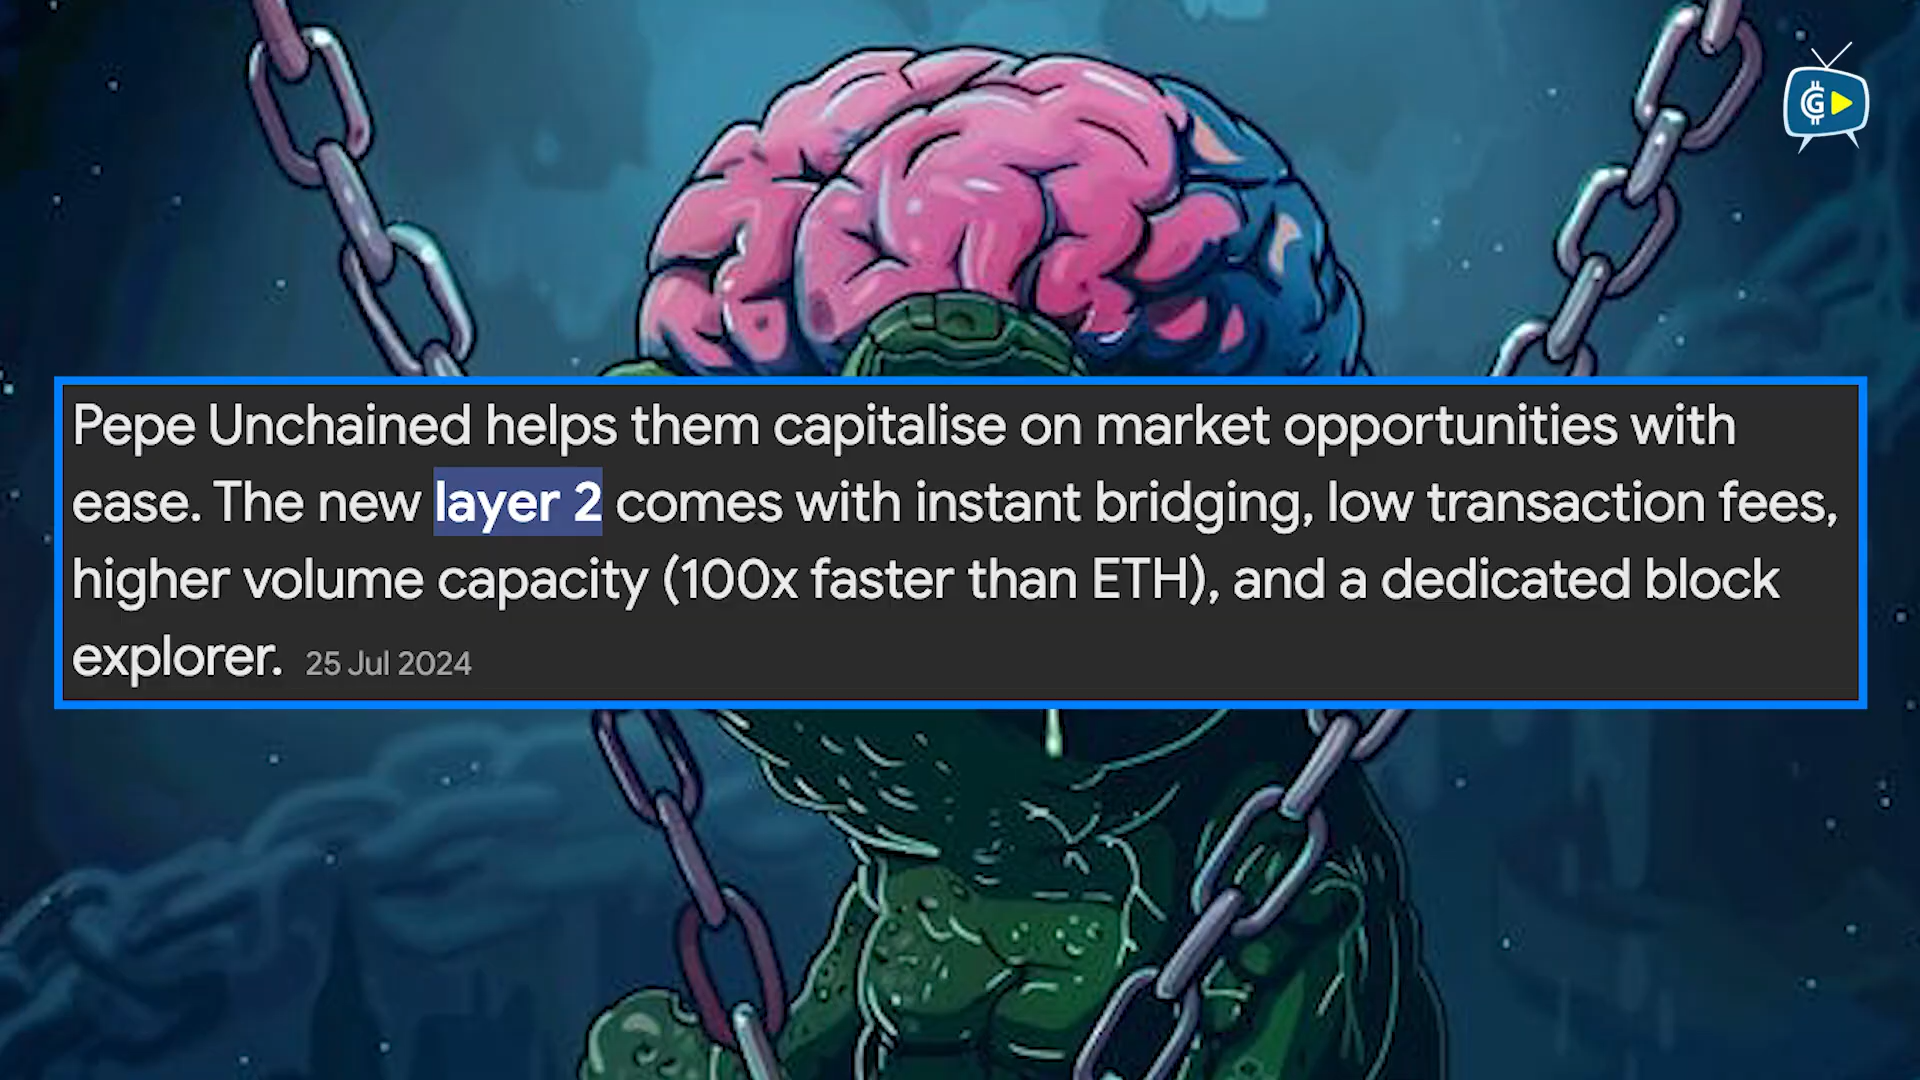 Pepe Unchained helps them capitalise on market opportunities with
ease. The new layer 2 comes with instant bridging, low transaction fees,
higher volume capacity (100x faster than ETH), and a dedicated block
explorer. 25 Jul 2024